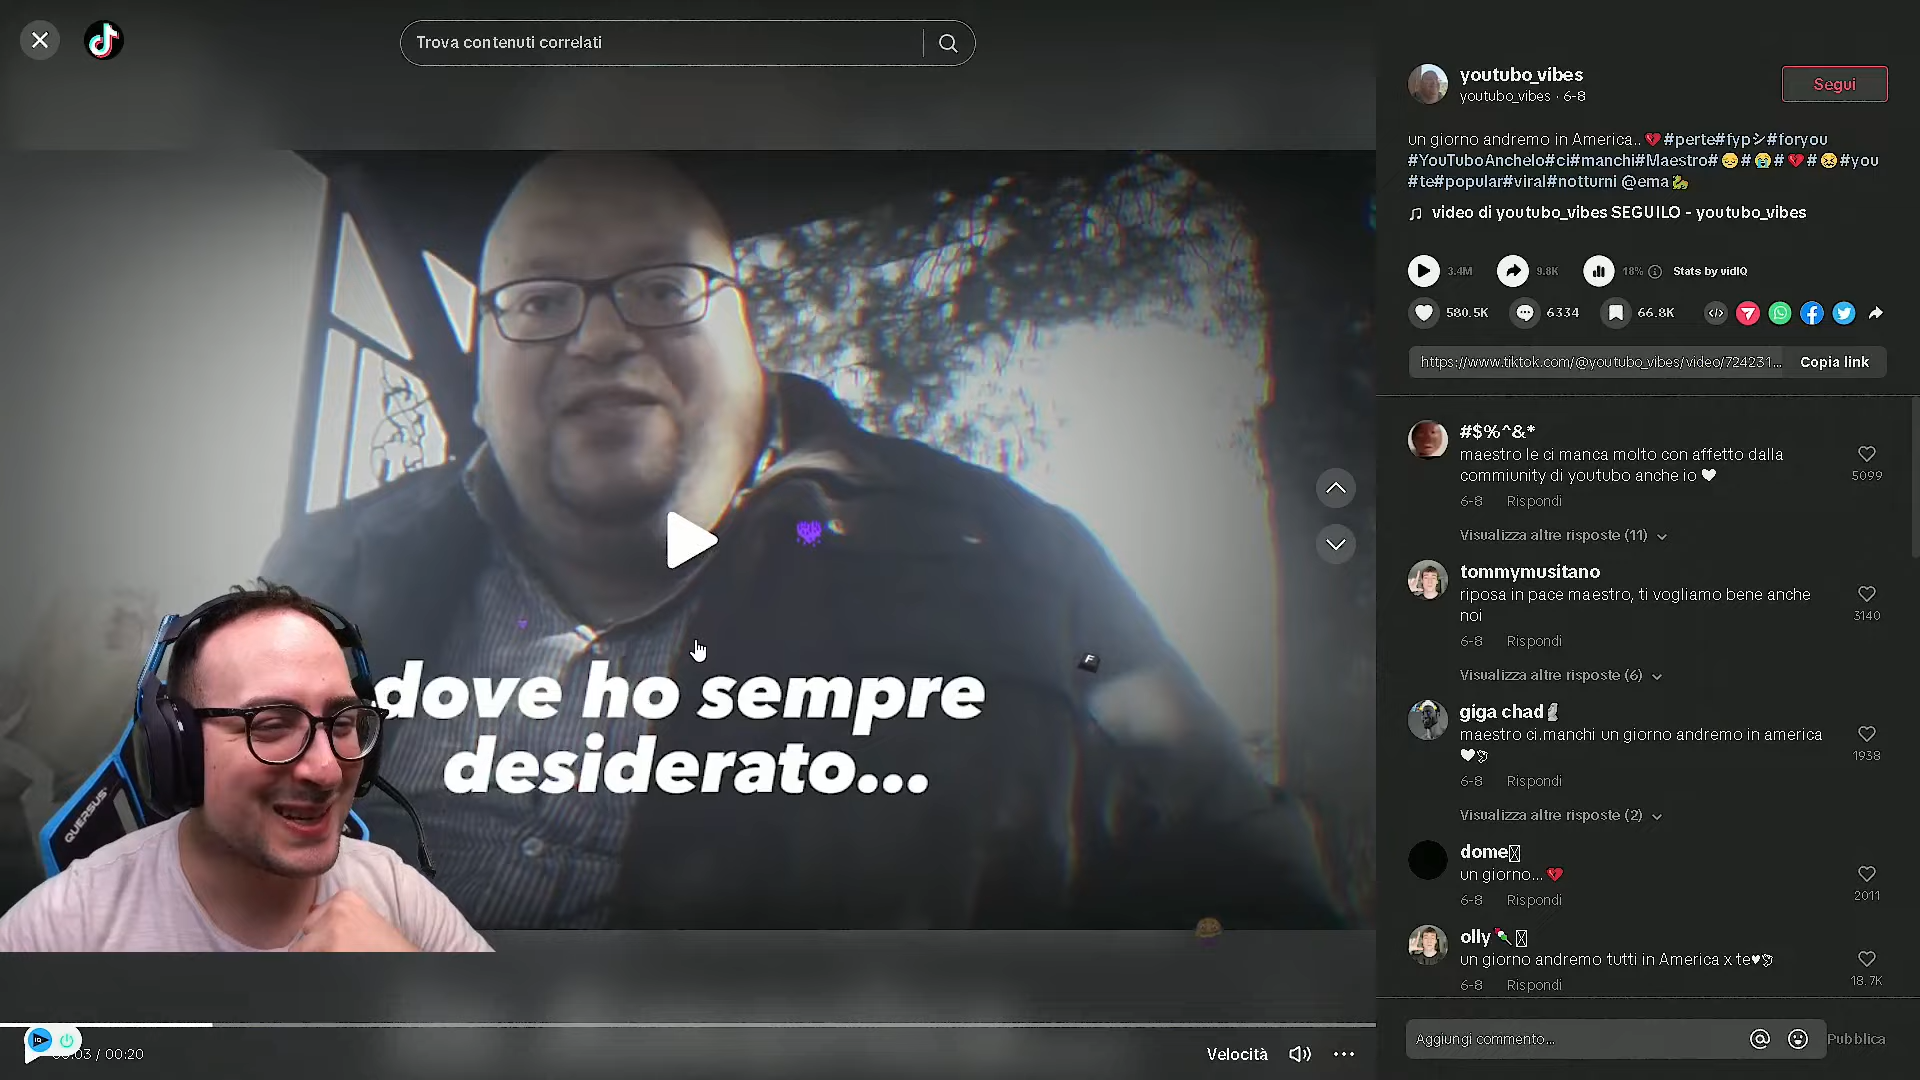 Trova contenuti correlati
youtubo_vibes
youtubo_vibes · 6-8
Segui
un giorno andremo in America.. 💔#perte#fypシ#foryou
#YouTuboAncheIo#ci#manchi#Maestro#😔#😭#💔#😖#you
#te#popular#viral#notturni @ema🐉
♫ video di youtubo_vibes SEGUILO - youtubo_vibes
3.4M 9.8K 18% Stats by vidIQ
580.5K 6334 66.8K
https://www.tiktok.com/@youtubo_vibes/video/724231... Copia link
#$%^&*
maestro le ci manca molto con affetto dalla
commiunity di youtubo anche io 🤍
5099
6-8 Rispondi
Visualizza altre risposte (11)
tommymusitano
riposa in pace maestro, ti vogliamo bene anche
noi
3140
6-8 Rispondi
Visualizza altre risposte (6)
giga chad🗿
maestro ci.manchi un giorno andremo in america
🤍🕊
1938
6-8 Rispondi
Visualizza altre risposte (2)
dome
un giorno...💔
2011
6-8 Rispondi
olly🥀
un giorno andremo tutti in America x te♥🕊
18.7K
6-8 Rispondi
Aggiungi commento... Pubblica
dove ho sempre
desiderato...
QUERSUS
F
/ 00:20
Velocità